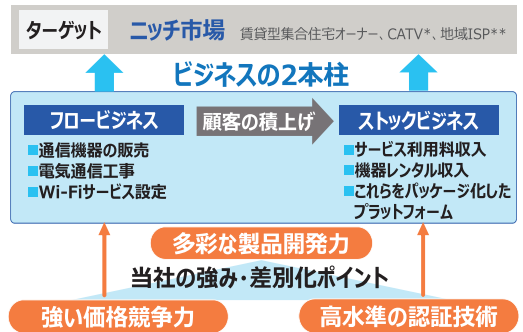 ターゲット ニッチ市場 賃貸型集合住宅オーナー、CATV*、地域ISP**
ビジネスの2本柱
フロービジネス
■通信機器の販売
■電気通信工事
■Wi-Fiサービス設定
顧客の積上げ
ストックビジネス
■サービス利用料収入
■機器レンタル収入
■これらをパッケージ化した
プラットフォーム
多彩な製品開発力
当社の強み・差別化ポイント
強い価格競争力
高水準の認証技術